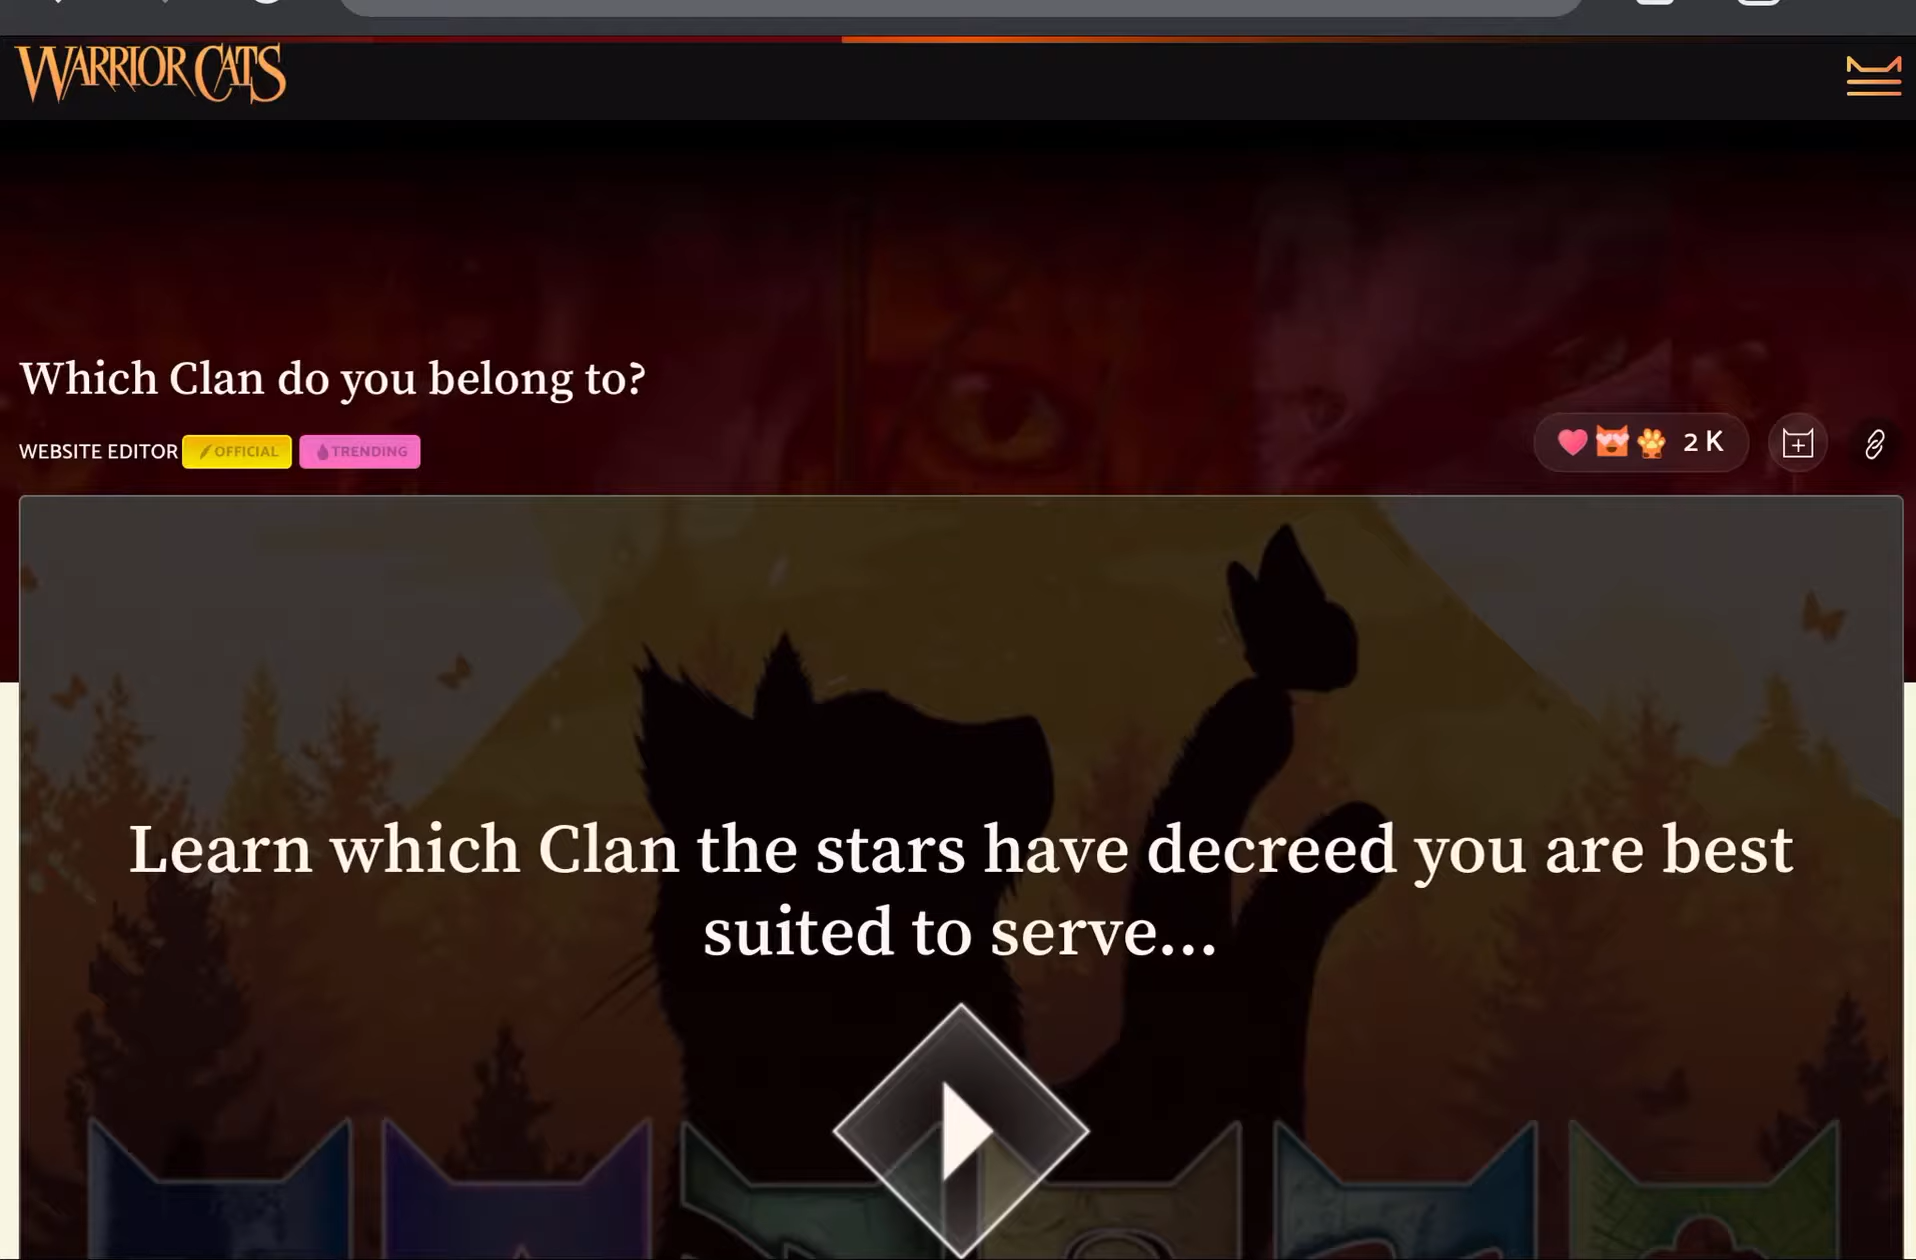 WARRIOR CATS
Which Clan do you belong to?
WEBSITE EDITOR OFFICIAL TRENDING
2 K
Learn which Clan the stars have decreed you are best
suited to serve...